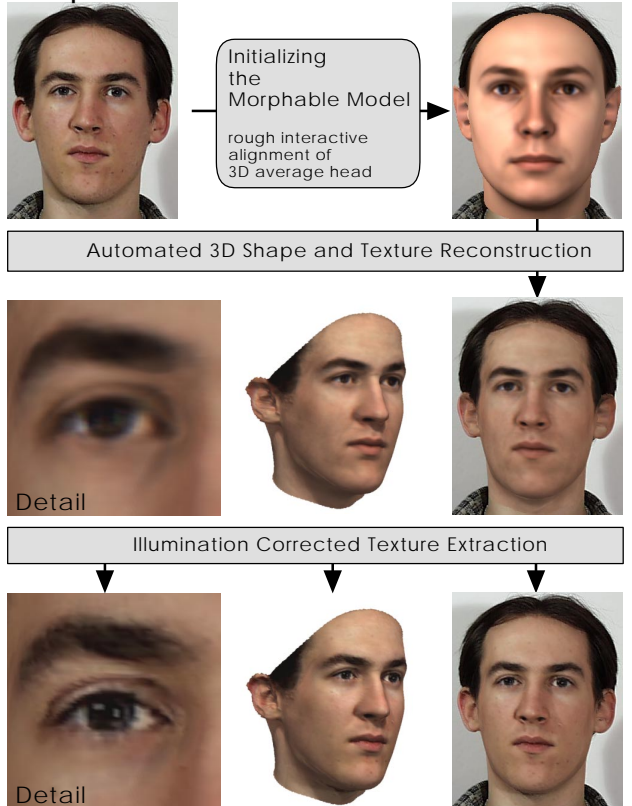 Initializing
the
Morphable Model
rough interactive
alignment of
3D average head
Automated 3D Shape and Texture Reconstruction
Detail
Illumination Corrected Texture Extraction
Detail